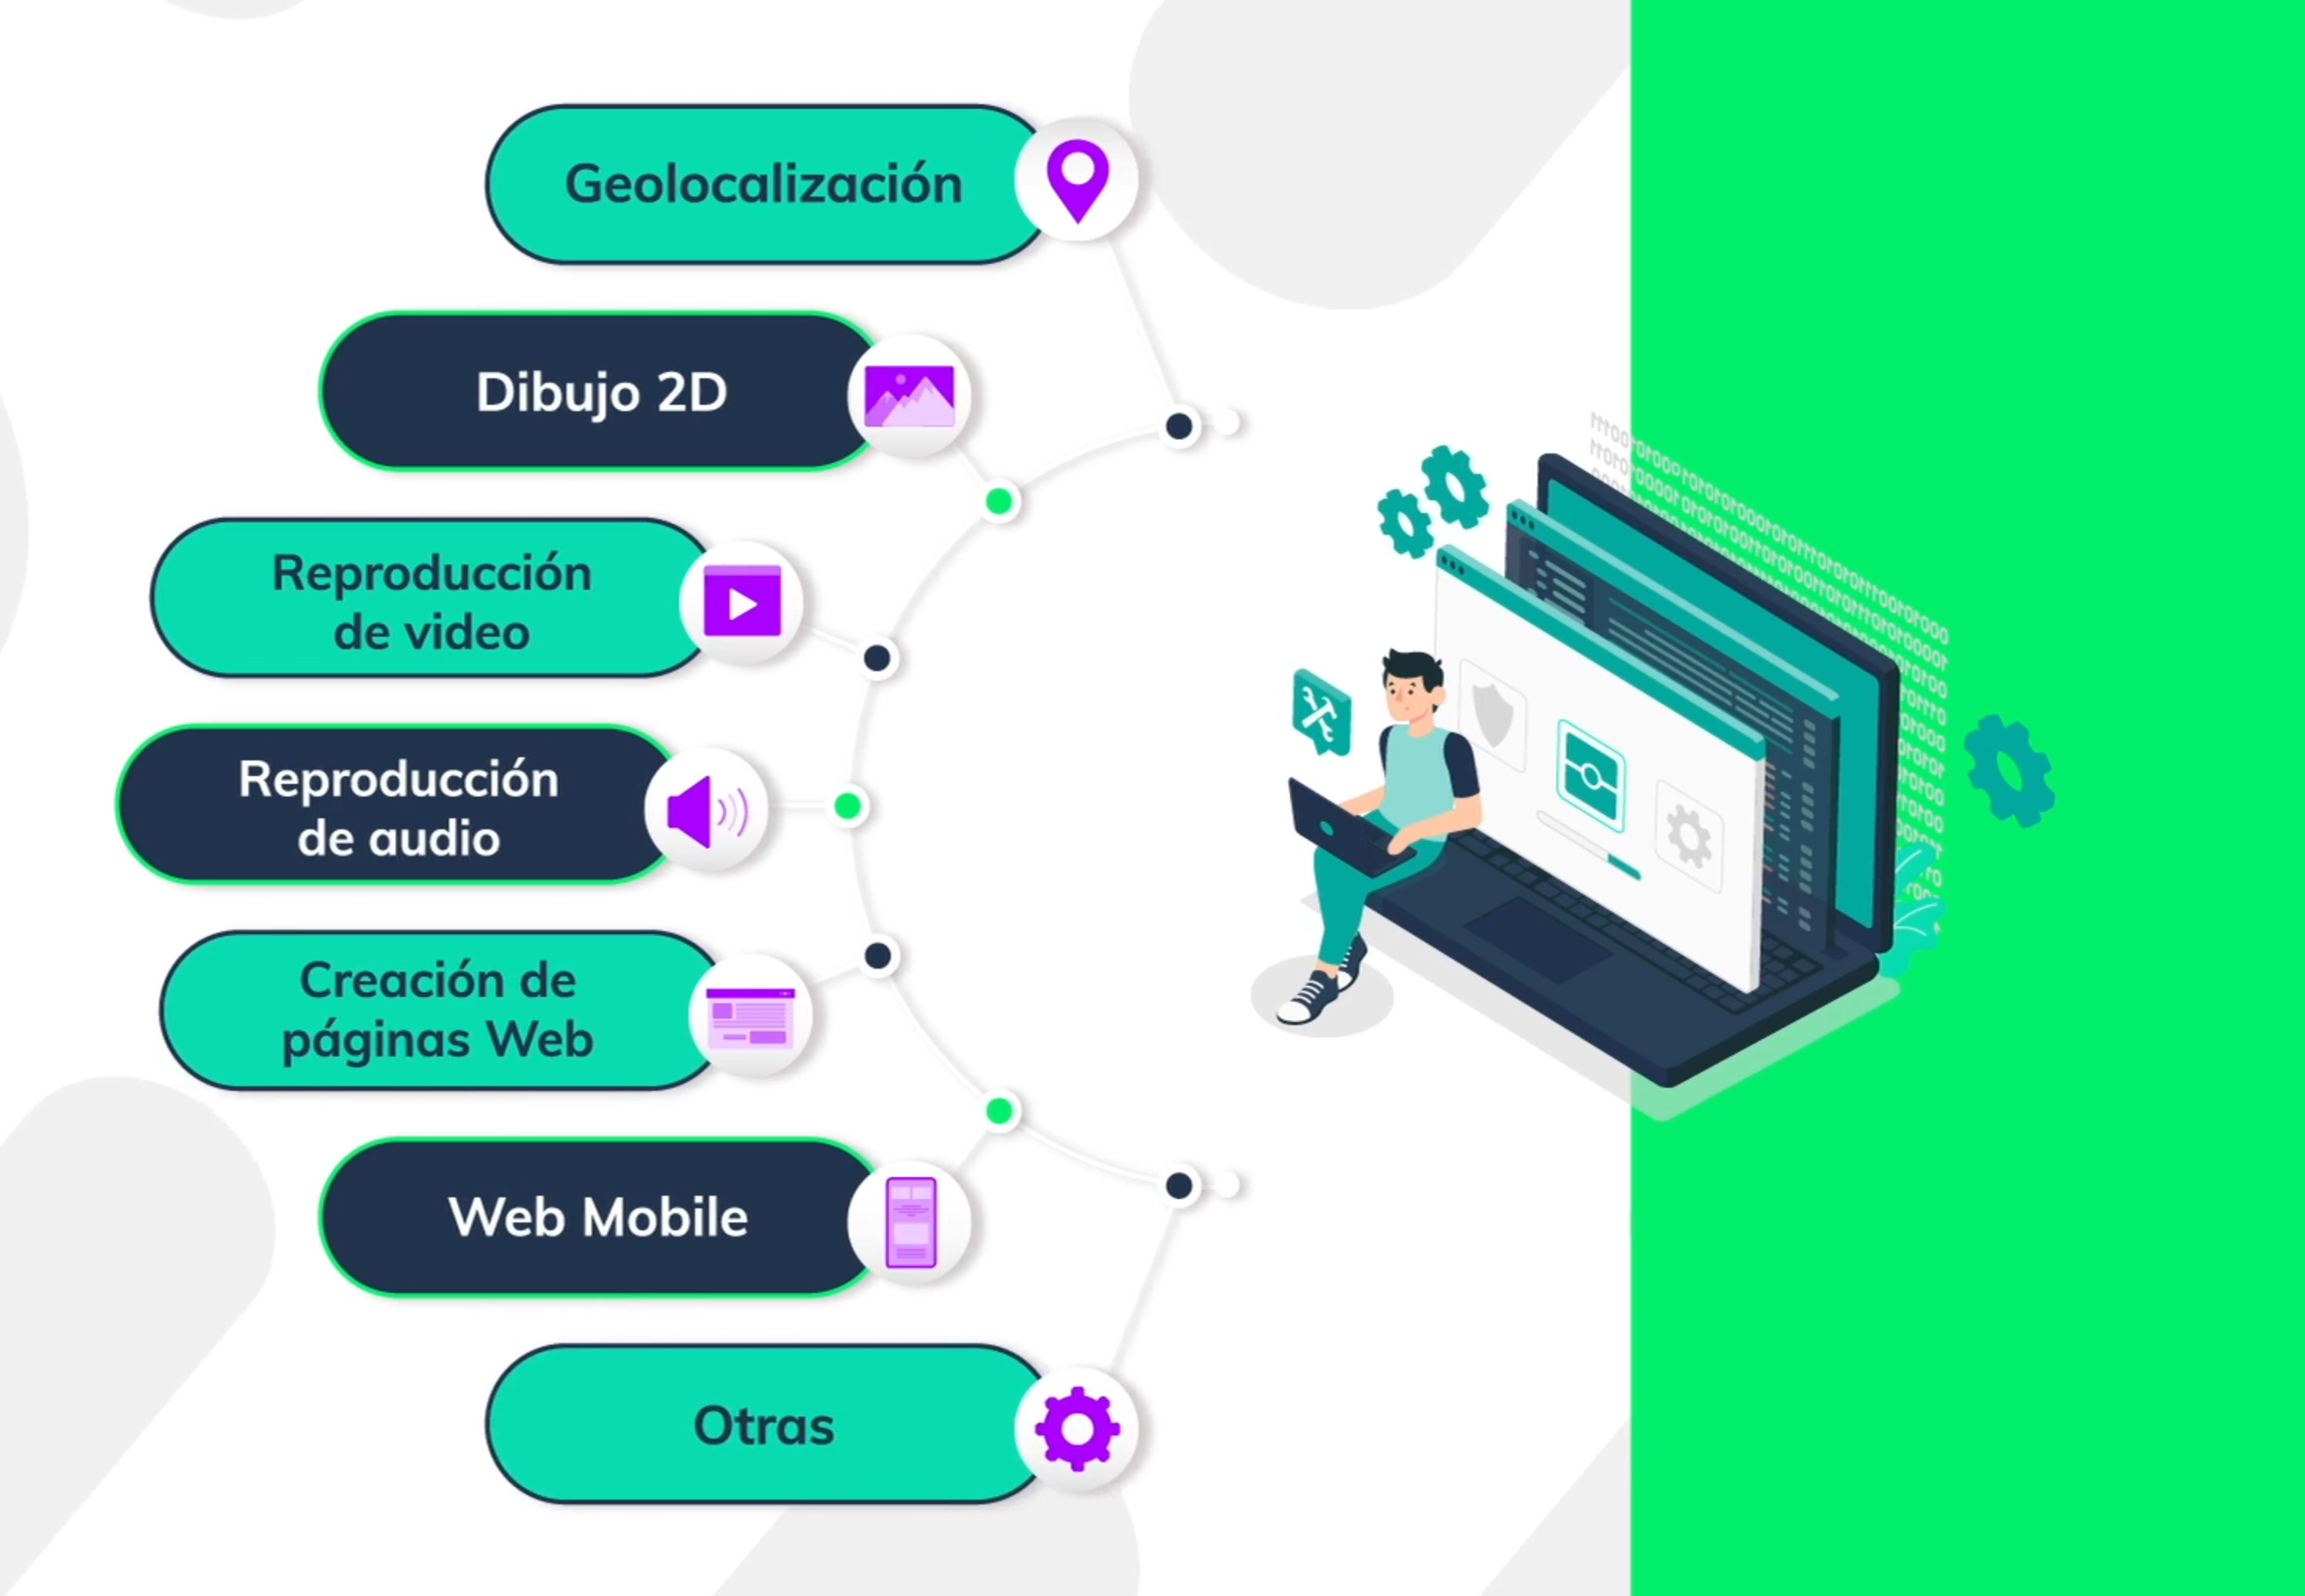 Geolocalización
Dibujo 2D
Reproducción
de video
Reproducción
de audio
Creación de
páginas Web
Web Mobile
Otras